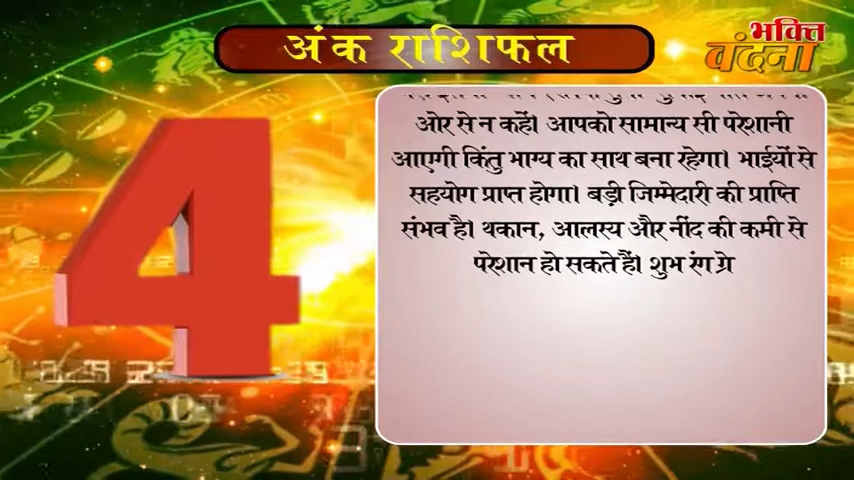 अंक राशिफल
भक्ति
वंदना
4
ओर से न कहें। आपको सामान्य सी परेशानी
आएगी किंतु भाग्य का साथ बना रहेगा। भाईयों से
सहयोग प्राप्त होगा। बड़ी जिम्मेदारी की प्राप्ति
संभव है। थकान, आलस्य और नींद की कमी से
परेशान हो सकते हैं। शुभ रंग ग्रे